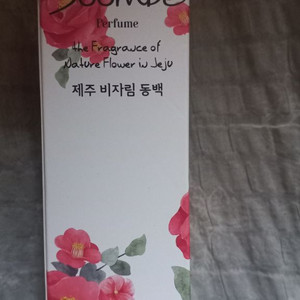 Perfume
the Fragrance of
Nature Flower in Jeju
제주 비자림 동백